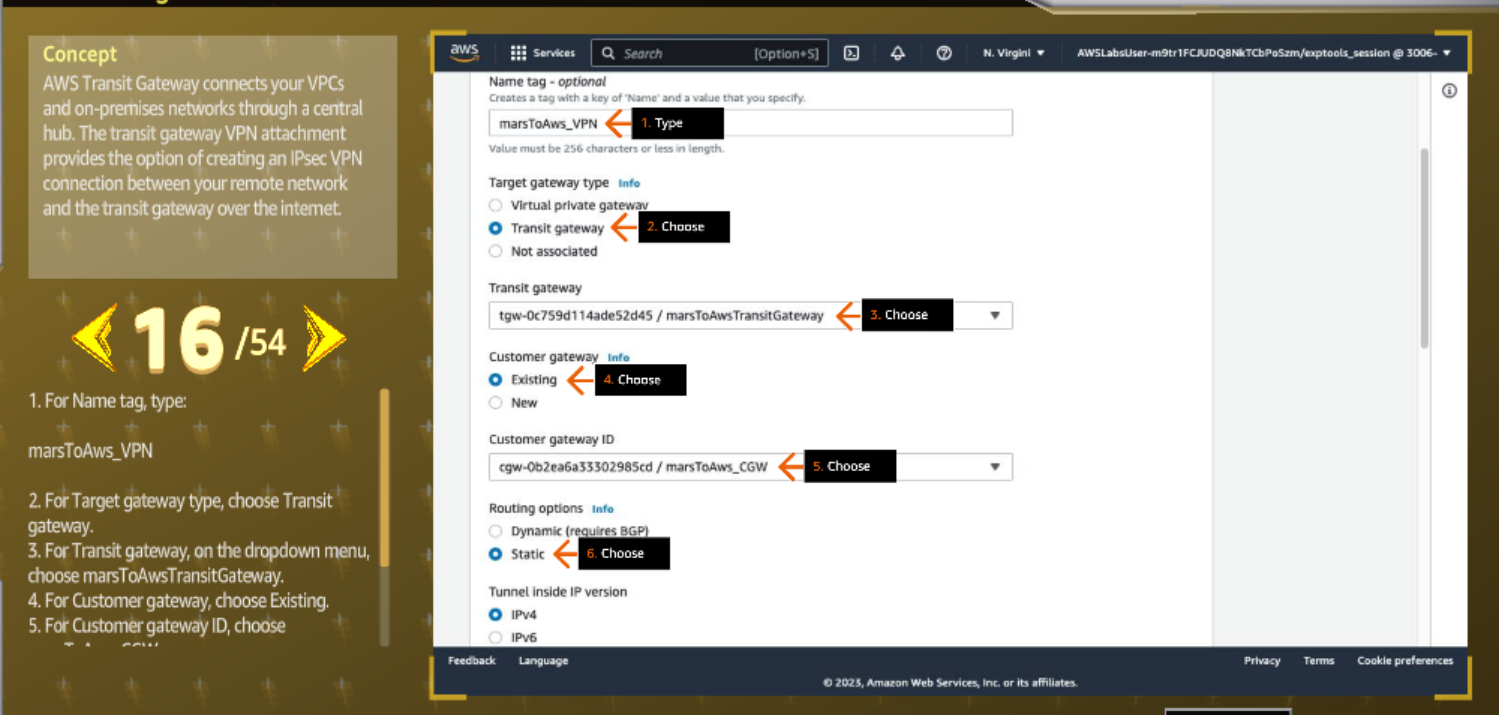 Concept
AWS Transit Gateway connects your VPCs
and on-premises networks through a central
hub. The transit gateway VPN attachment
provides the option of creating an IPsec VPN
connection between your remote network
and the transit gateway over the internet.
16 /54
1. For Name tag, type:
marsToAws_VPN
2. For Target gateway type, choose Transit
gateway.
3. For Transit gateway, on the dropdown menu,
choose marsToAwsTransitGateway.
4. For Customer gateway, choose Existing.
5. For Customer gateway ID, choose
aws Services Search [Option+S] N. Virgini AWSLabsUser-m9tr1FCJUDQ8NkTCbPoSzm/exptools_session @ 3006-
Name tag - optional
Creates a tag with a key of 'Name' and a value that you specify.
marsToAws_VPN 1. Type
Value must be 256 characters or less in length.
Target gateway type Info
Virtual private gateway
Transit gateway 2. Choose
Not associated
Transit gateway
tgw-0c759d114ade52d45 / marsToAwsTransitGateway 3. Choose
Customer gateway Info
Existing 4. Choose
New
Customer gateway ID
cgw-0b2ea6a33302985cd / marsToAws_CGW 5. Choose
Routing options Info
Dynamic (requires BGP)
Static 6. Choose
Tunnel inside IP version
IPv4
IPv6
Feedback Language Privacy Terms Cookie preferences
© 2023, Amazon Web Services, Inc. or its affiliates.